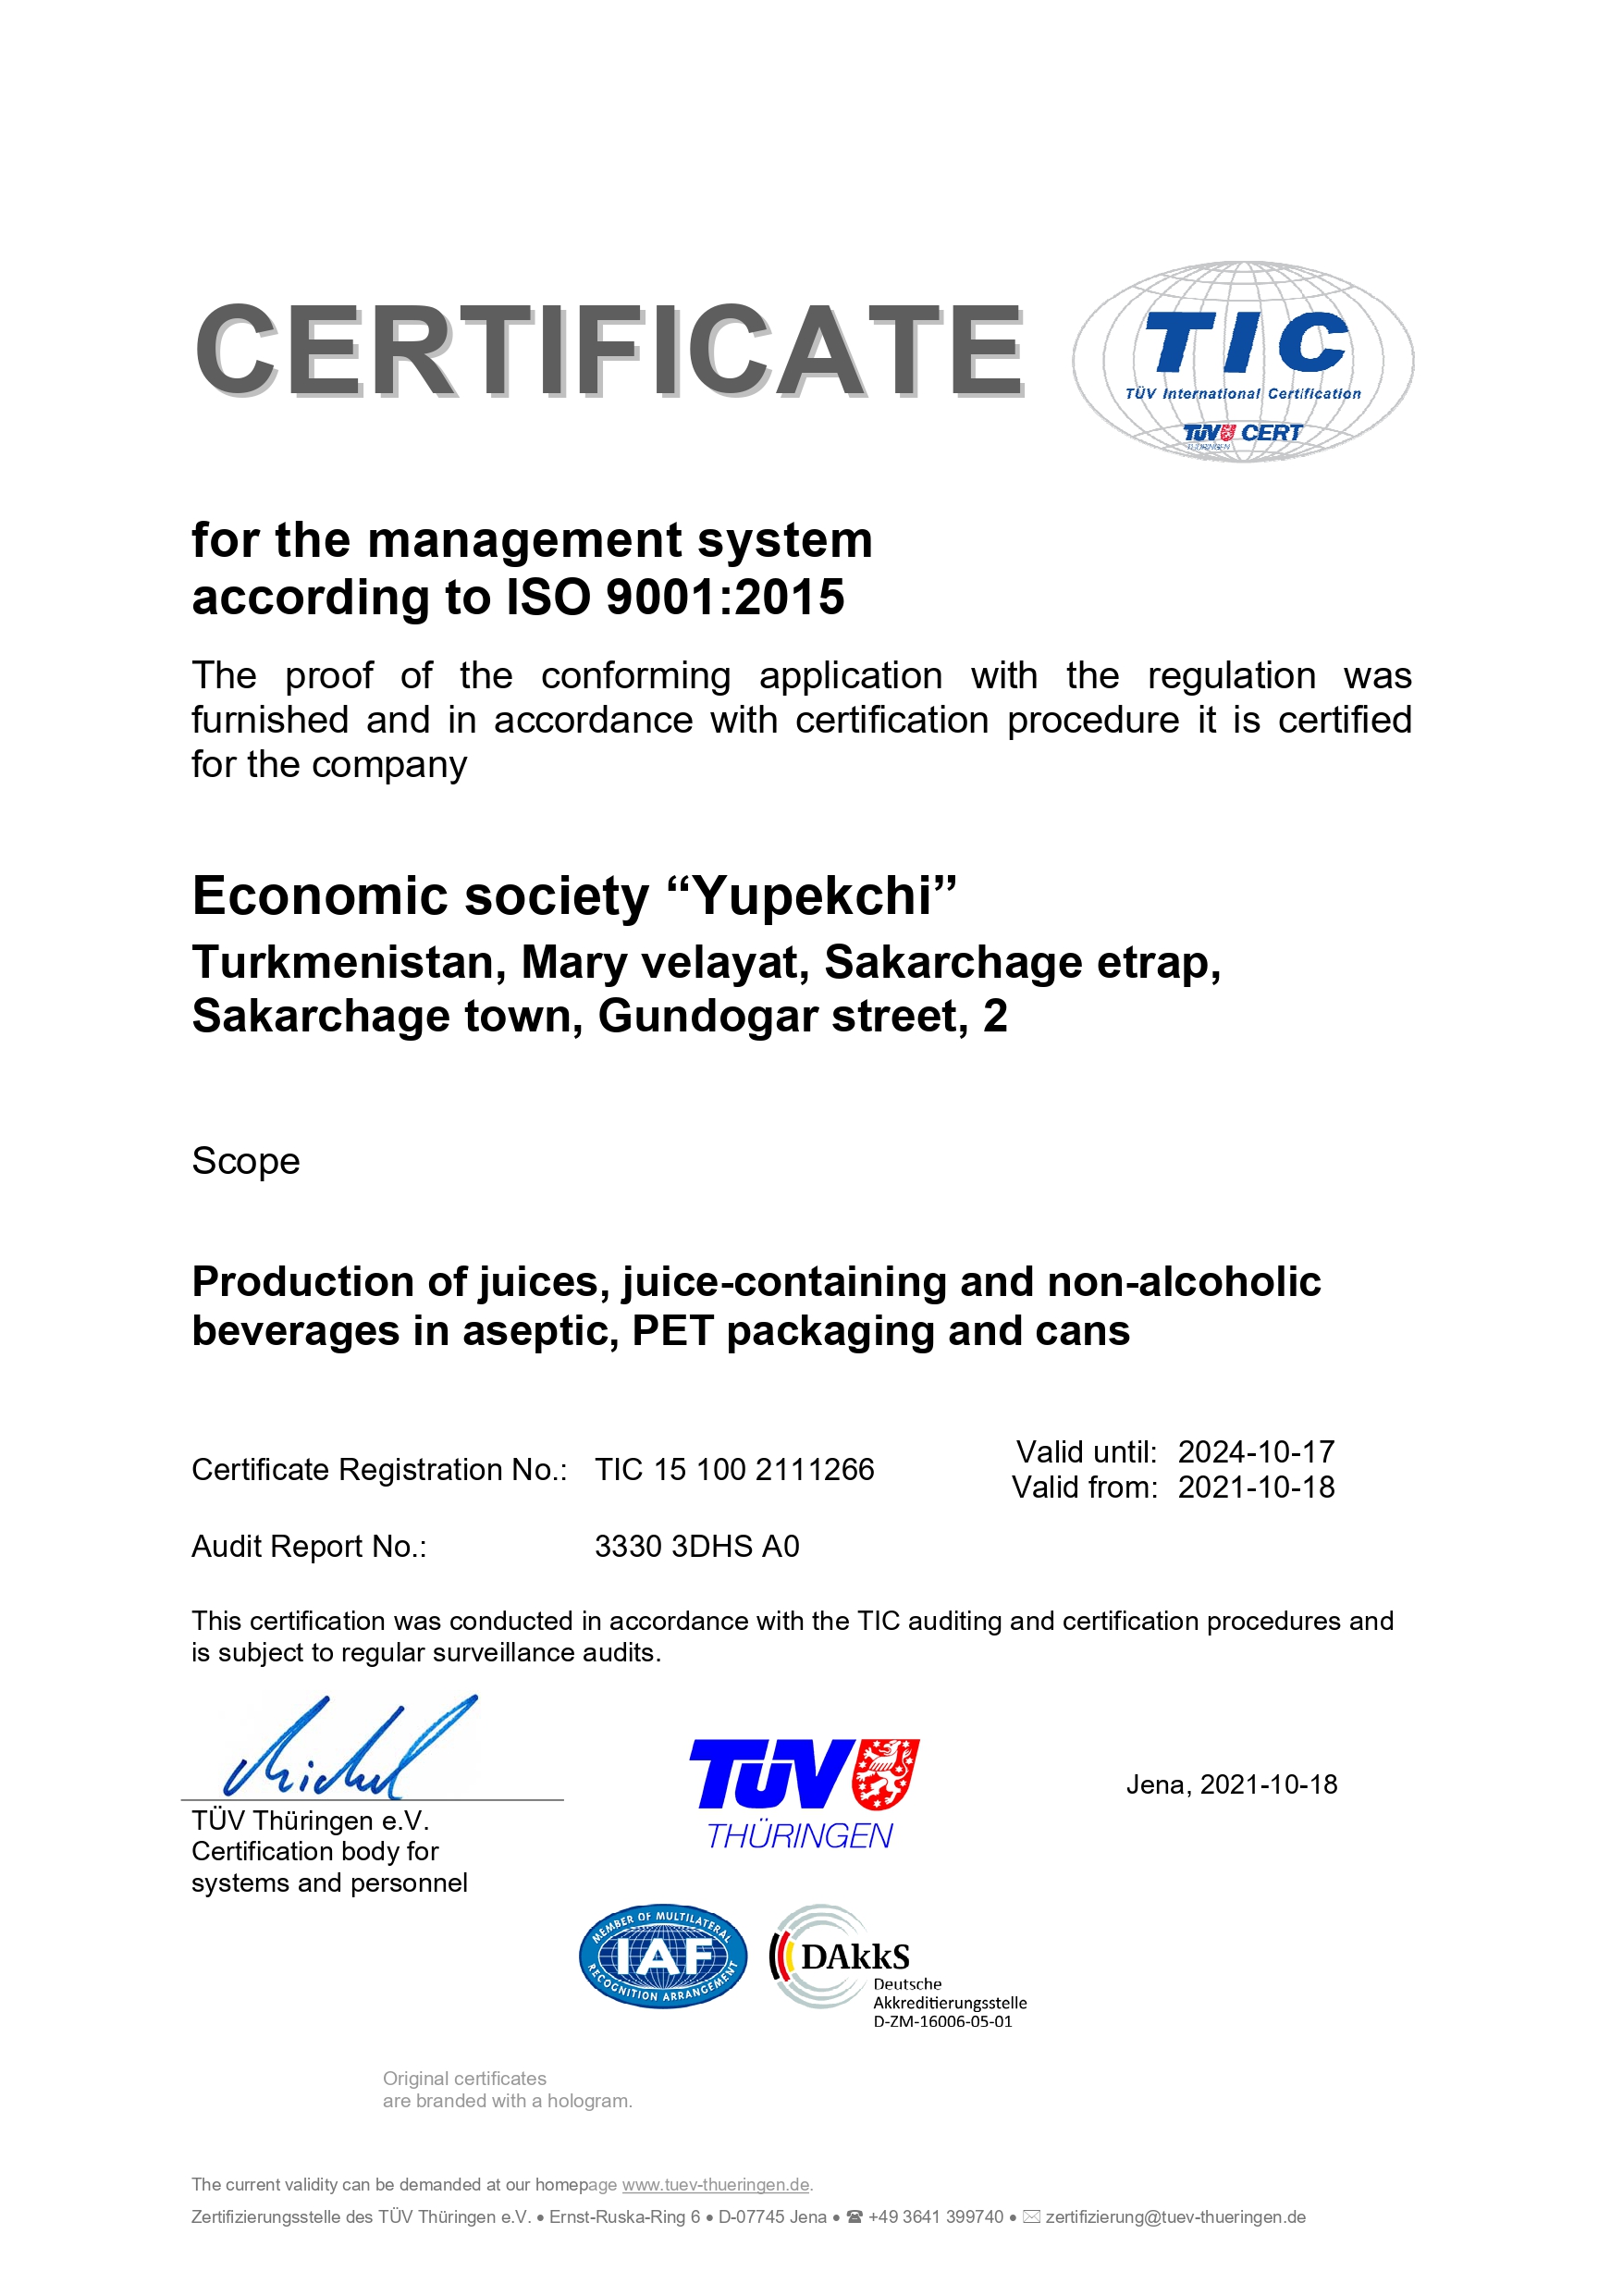 CERTIFICATE
TIC
TÜV International Certification
TÜV CERT
THÜRINGEN
for the management system
according to ISO 9001:2015
The proof of the conforming application with the regulation was
furnished and in accordance with certification procedure it is certified
for the company
Economic society “Yupekchi”
Turkmenistan, Mary velayat, Sakarchage etrap,
Sakarchage town, Gundogar street, 2
Scope
Production of juices, juice-containing and non-alcoholic
beverages in aseptic, PET packaging and cans
Certificate Registration No.: TIC 15 100 2111266
Valid until: 2024-10-17
Valid from: 2021-10-18
Audit Report No.: 3330 3DHS A0
This certification was conducted in accordance with the TIC auditing and certification procedures and
is subject to regular surveillance audits.
TÜV Thüringen e.V.
Certification body for
systems and personnel
TÜV
THÜRINGEN
Jena, 2021-10-18
MEMBER OF MULTILATERAL
IAF
RECOGNITION ARRANGEMENT
DAkkS
Deutsche
Akkreditierungsstelle
D-ZM-16006-05-01
Original certificates
are branded with a hologram.
The current validity can be demanded at our homepage www.tuev-thueringen.de.
Zertifizierungsstelle des TÜV Thüringen e.V. • Ernst-Ruska-Ring 6 • D-07745 Jena • ☎ +49 3641 399740 • ✉ zertifizierung@tuev-thueringen.de